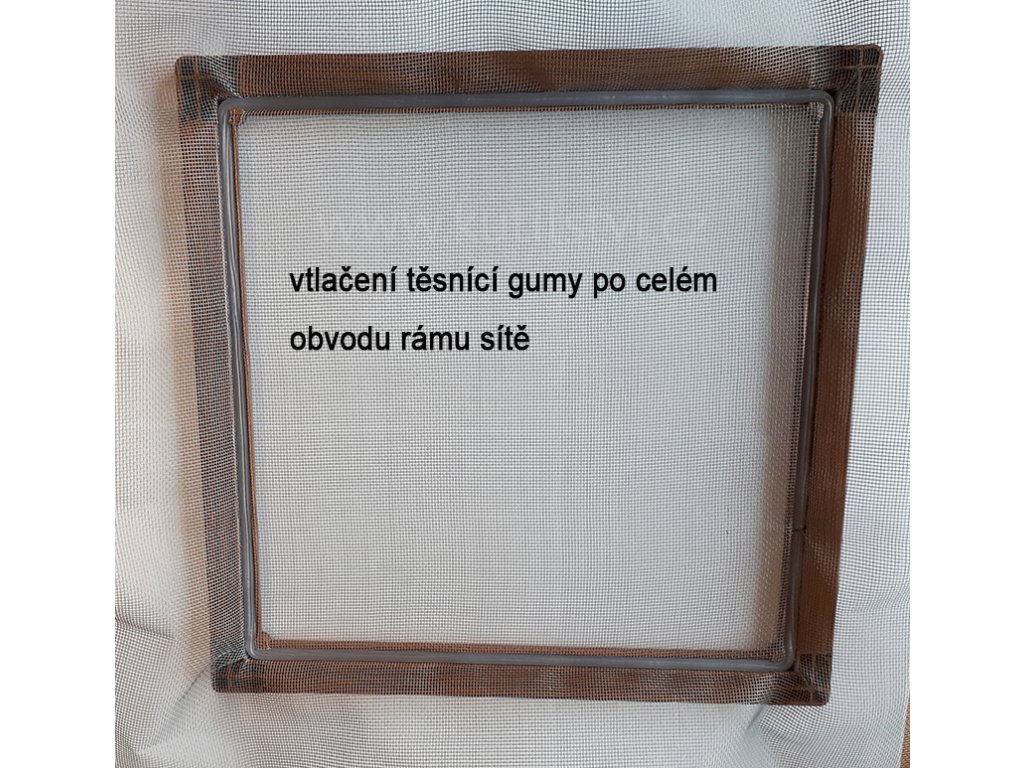 vtlačení těsnící gumy po celém
obvodu rámu sítě